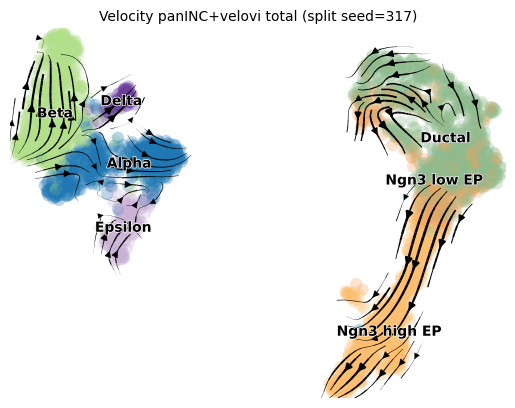 Velocity panINC+velovi total (split seed=317)
Delta
Beta
Ductal
Alpha
Ngn3 low EP
Epsilon
Ngn3 high EP